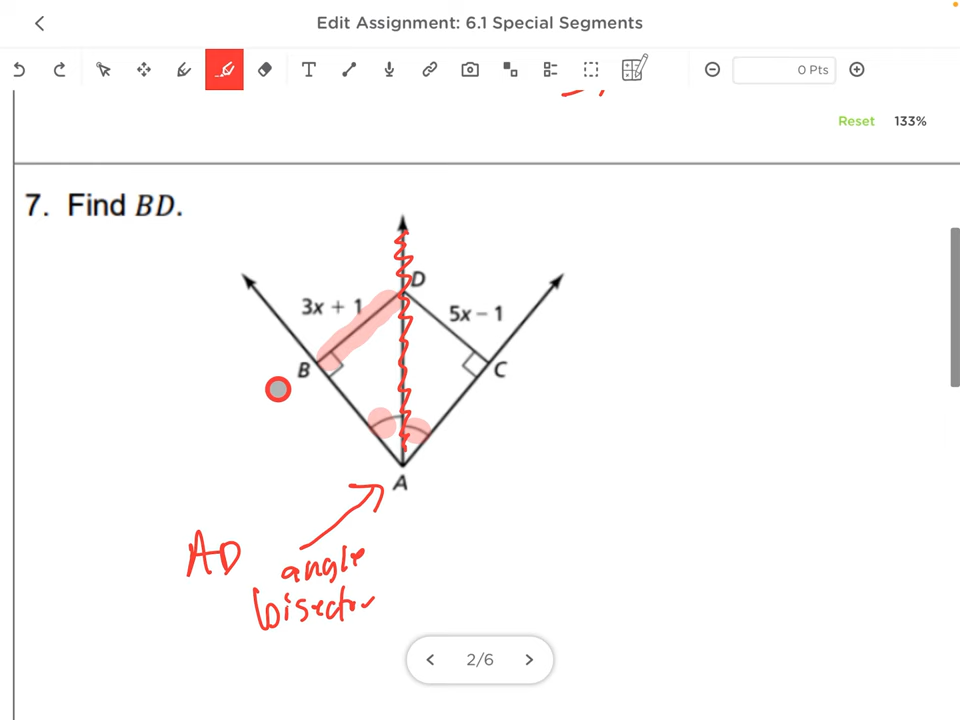 Edit Assignment: 6.1 Special Segments
T
0 Pts
Reset 133%
7. Find BD.
D
3x + 1
5x − 1
B
C
A
AD
angle
bisector
2/6